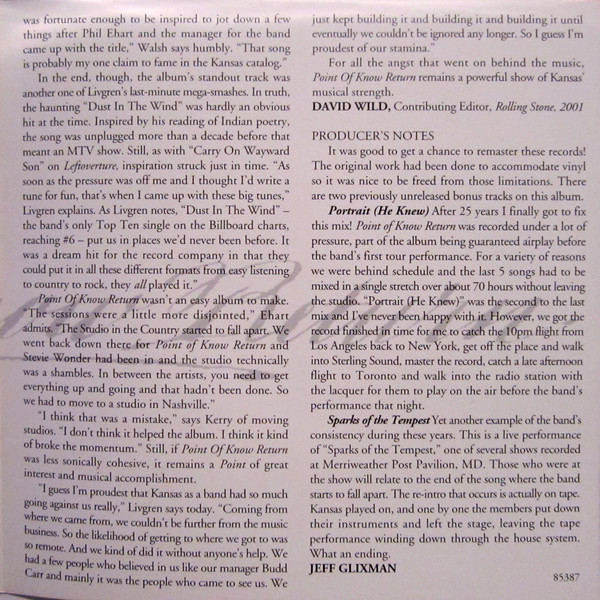 was fortunate enough to be inspired to jot down a few
things after Phil Ehart and the manager for the band
came up with the title," Walsh says humbly. "That song
is probably my one claim to fame in the Kansas catalog."
In the end, though, the album's standout track was
another one of Livgren's last-minute mega-smashes. In truth,
the haunting "Dust In The Wind" was hardly an obvious
hit at the time. Inspired by his reading of Indian poetry,
the song was unplugged more than a decade before that
meant an MTV show. Still, as with "Carry On Wayward
Son" on Leftoverture, inspiration struck just in time. "As
soon as the pressure was off me and I thought I'd write a
tune for fun, that's when I came up with these big tunes,"
Livgren explains. As Livgren notes, "Dust In The Wind" –
the band's only Top Ten single on the Billboard charts,
reaching #6 – put us in places we'd never been before. It
was a dream hit for the record company in that they
could put it in all these different formats from easy listening
to country to rock, they all played it."
Point Of Know Return wasn't an easy album to make.
"The sessions were a little more disjointed," Ehart
admits. "The Studio in the Country started to fall apart. We
went back down there for Point of Know Return and
Stevie Wonder had been in and the studio technically
was a shambles. In between the artists, you need to get
everything up and going and that hadn't been done. So
we had to move to a studio in Nashville."
"I think that was a mistake," says Kerry of moving
studios. "I don't think it helped the album. I think it kind
of broke the momentum." Still, if Point Of Know Return
was less sonically cohesive, it remains a Point of great
interest and musical accomplishment.
"I guess I'm proudest that Kansas as a band had so much
going against us really," Livgren says today. "Coming from
where we came from, we couldn't be further from the music
business. So the likelihood of getting to where we got to was
so remote. And we kind of did it without anyone's help. We
had a few people who believed in us like our manager Budd
Carr and mainly it was the people who came to see us. We
just kept building it and building it and building it until
eventually we couldn't be ignored any longer. So I guess I'm
proudest of our stamina."
For all the angst that went on behind the music,
Point Of Know Return remains a powerful show of Kansas'
musical strength.
DAVID WILD, Contributing Editor, Rolling Stone, 2001
PRODUCER'S NOTES
It was good to get a chance to remaster these records!
The original work had been done to accommodate vinyl
so it was nice to be freed from those limitations. There
are two previously unreleased bonus tracks on this album.
Portrait (He Knew) After 25 years I finally got to fix
this mix! Point of Know Return was recorded under a lot of
pressure, part of the album being guaranteed airplay before
the band's first tour performance. For a variety of reasons
we were behind schedule and the last 5 songs had to be
mixed in a single stretch over about 70 hours without leaving
the studio. "Portrait (He Knew)" was the second to the last
mix and I've never been happy with it. However, we got the
record finished in time for me to catch the 10pm flight from
Los Angeles back to New York, get off the place and walk
into Sterling Sound, master the record, catch a late afternoon
flight to Toronto and walk into the radio station with
the lacquer for them to play on the air before the band's
performance that night.
Sparks of the Tempest Yet another example of the band's
consistency during these years. This is a live performance
of "Sparks of the Tempest," one of several shows recorded
at Merriweather Post Pavilion, MD. Those who were at
the show will relate to the end of the song where the band
starts to fall apart. The re-intro that occurs is actually on tape.
Kansas played on, and one by one the members put down
their instruments and left the stage, leaving the tape
performance winding down through the house system.
What an ending.
JEFF GLIXMAN
85387